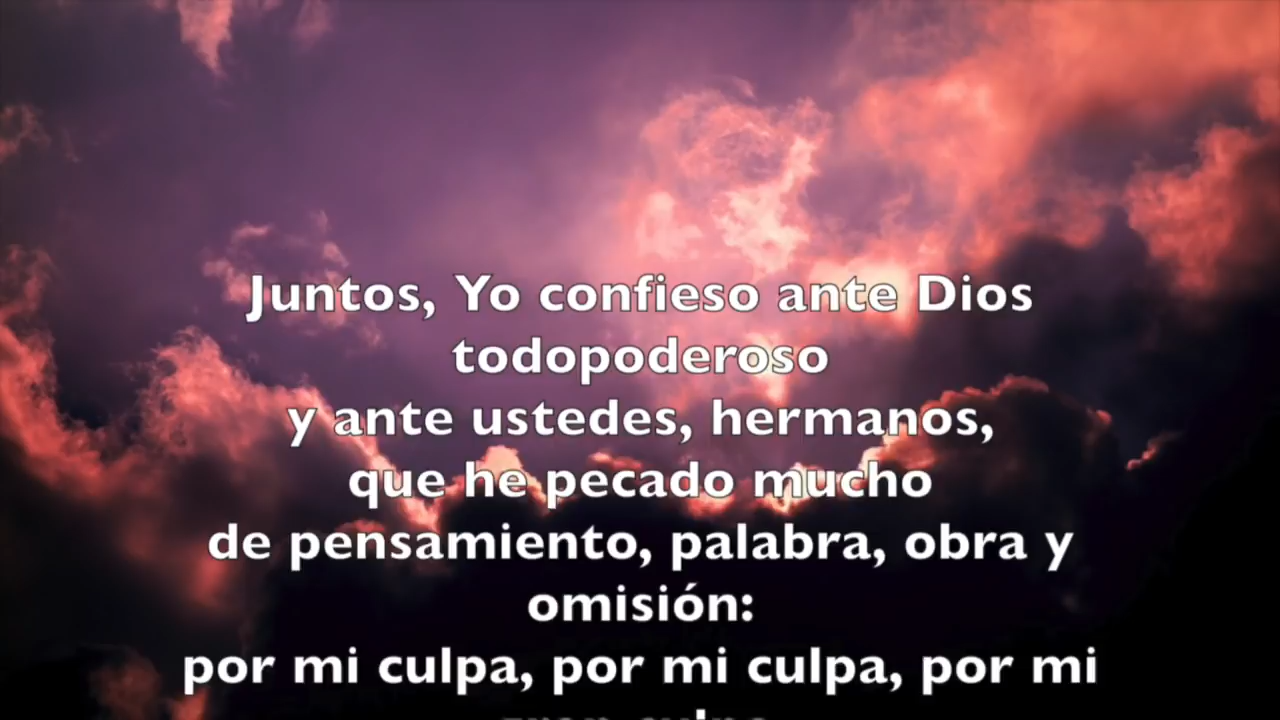 Juntos, Yo confieso ante Dios
todopoderoso
y ante ustedes, hermanos,
que he pecado mucho
de pensamiento, palabra, obra y
omisión:
por mi culpa, por mi culpa, por mi